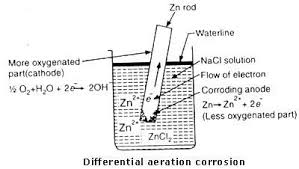 Zn rod
Waterline
More oxygenated
part(cathode)
½ O₂+H₂O + 2e⁻→ 2OH⁻
NaCl solution
Flow of electron
Corroding anode
Zn→Zn²⁺ + 2e⁻
(Less oxygenated part)
Zn²⁺
e⁻
Zn²⁺
ZnCl₂
Differential aeration corrosion